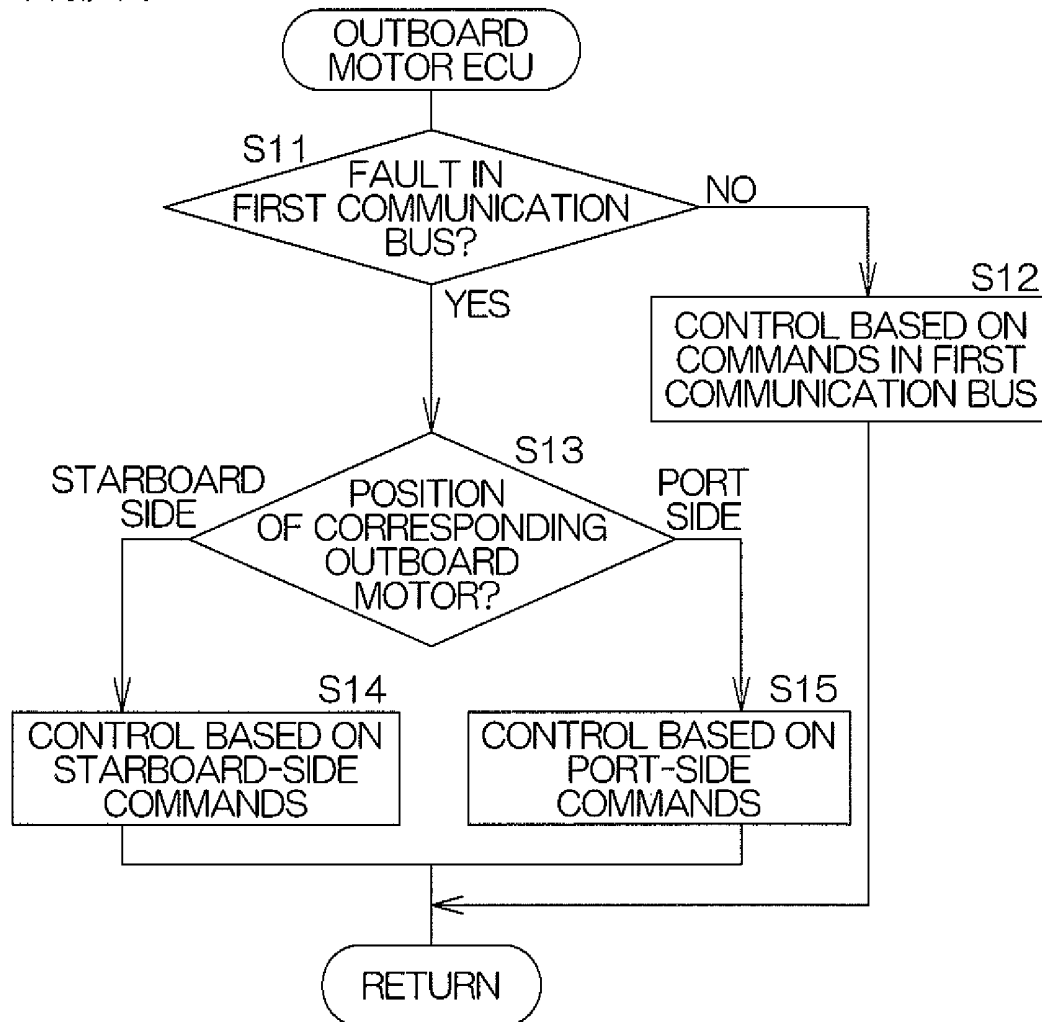 OUTBOARD
MOTOR ECU
S11
FAULT IN
FIRST COMMUNICATION
BUS?
NO
YES
S12
CONTROL BASED ON
COMMANDS IN FIRST
COMMUNICATION BUS
S13
STARBOARD
SIDE
POSITION
OF CORRESPONDING
OUTBOARD
MOTOR?
PORT
SIDE
S14
CONTROL BASED ON
STARBOARD-SIDE
COMMANDS
S15
CONTROL BASED ON
PORT-SIDE
COMMANDS
RETURN